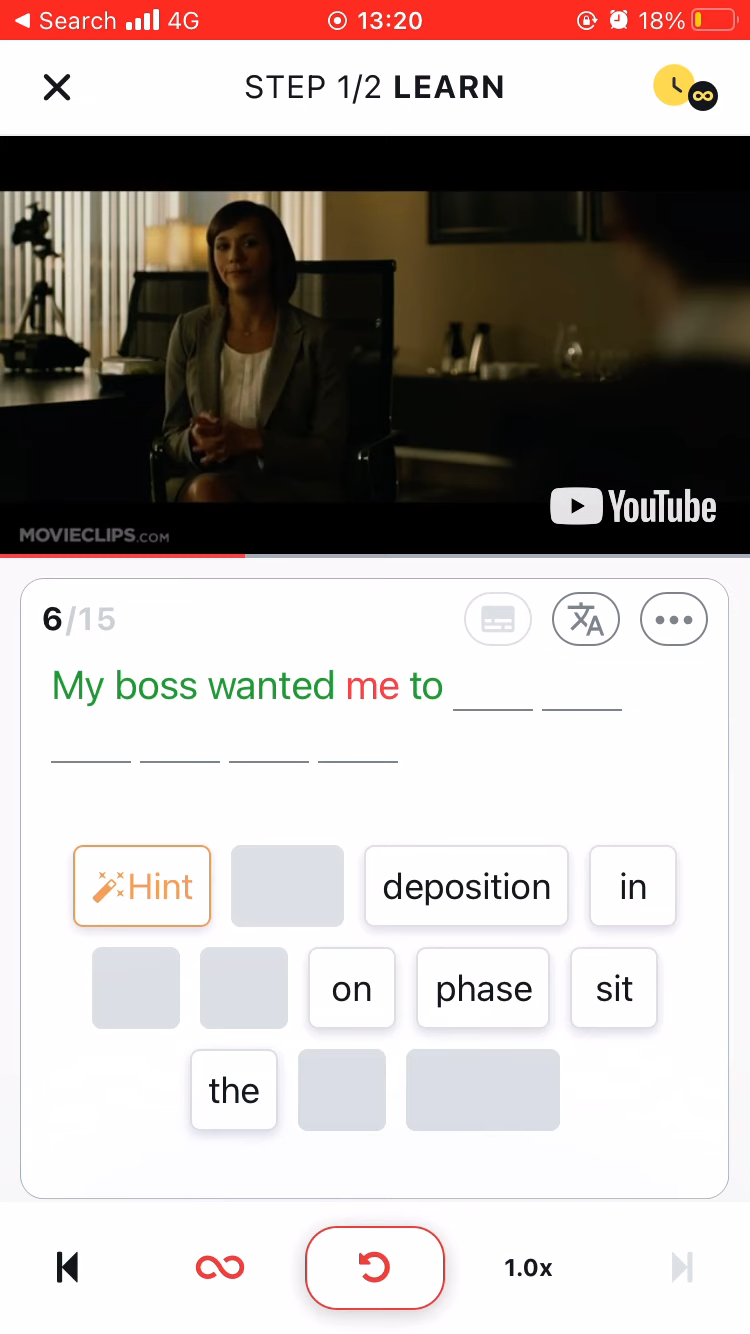 Search 4G 13:20 18%
STEP 1/2 LEARN
YouTube
MOVIECLIPS.COM
6/15
My boss wanted me to
Hint deposition in
on phase sit
the
1.0x